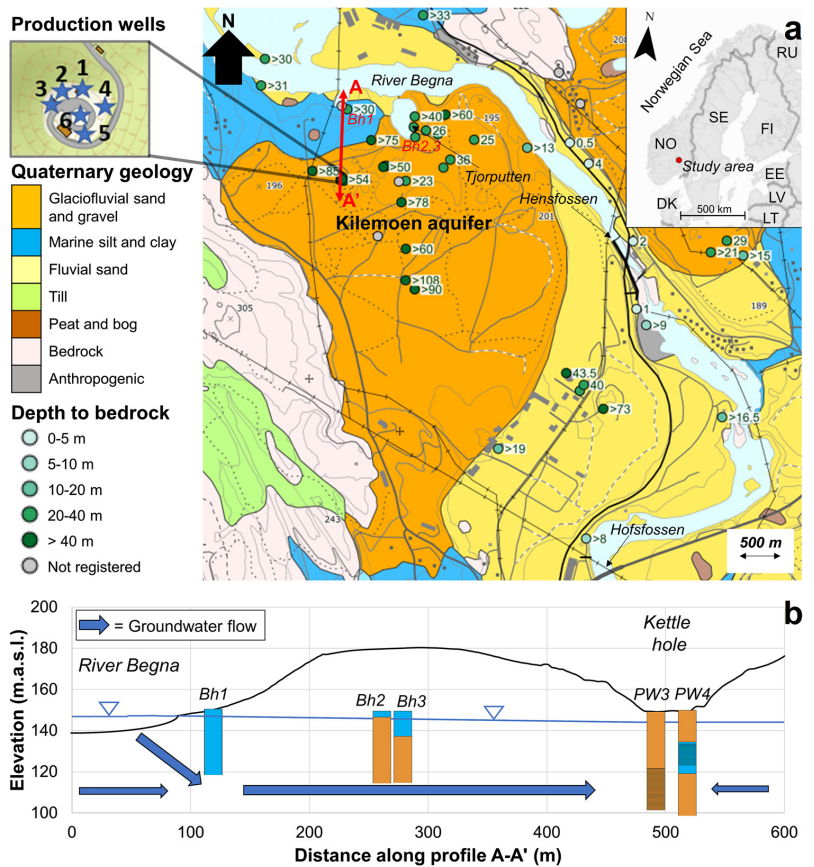 Production wells
1
2
3
4
5
6
N
a
River Begna
A
Bh1
Bh2,3
Tjorputten
A'
Kilemoen aquifer
Hensfossen
Hofsfossen
>33
>30
>31
>30
>40
>60
195
26
>75
25
>13
0.5
4
36
>50
>85
>54
>23
196
>78
201
>60
2
29
>21
>15
>108
>90
305
1
>9
189
43.5
40
>73
>16.5
>19
243
>8
500 m
N
Norwegian Sea
RU
SE
FI
NO
Study area
EE
LV
DK
500 km
LT
Quaternary geology
Glaciofluvial sand
and gravel
Marine silt and clay
Fluvial sand
Till
Peat and bog
Bedrock
Anthropogenic
Depth to bedrock
0-5 m
5-10 m
10-20 m
20-40 m
> 40 m
Not registered
b
= Groundwater flow
River Begna
Bh1
Bh2
Bh3
Kettle
hole
PW3
PW4
Elevation (m.a.s.l.)
200
180
160
140
120
100
0
100
200
300
400
500
600
Distance along profile A-A' (m)